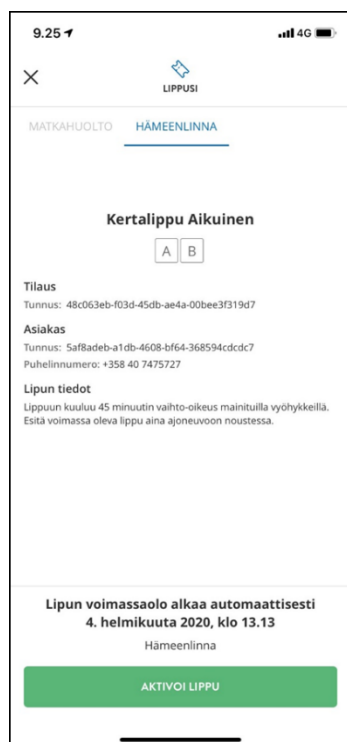 9.25
4G
LIPPUSI
MATKAHUOLTO HÄMEENLINNA
Kertalippu Aikuinen
A B
Tilaus
Tunnus: 48c063eb-f03d-45db-ae4a-00bee3f319d7
Asiakas
Tunnus: 5af8adeb-a1db-4608-bf64-368594cdcdc7
Puhelinnumero: +358 40 7475727
Lipun tiedot
Lippuun kuuluu 45 minuutin vaihto-oikeus mainituilla vyöhykkeillä.
Esitä voimassa oleva lippu aina ajoneuvoon noustessa.
Lipun voimassaolo alkaa automaattisesti
4. helmikuuta 2020, klo 13.13
Hämeenlinna
AKTIVOI LIPPU